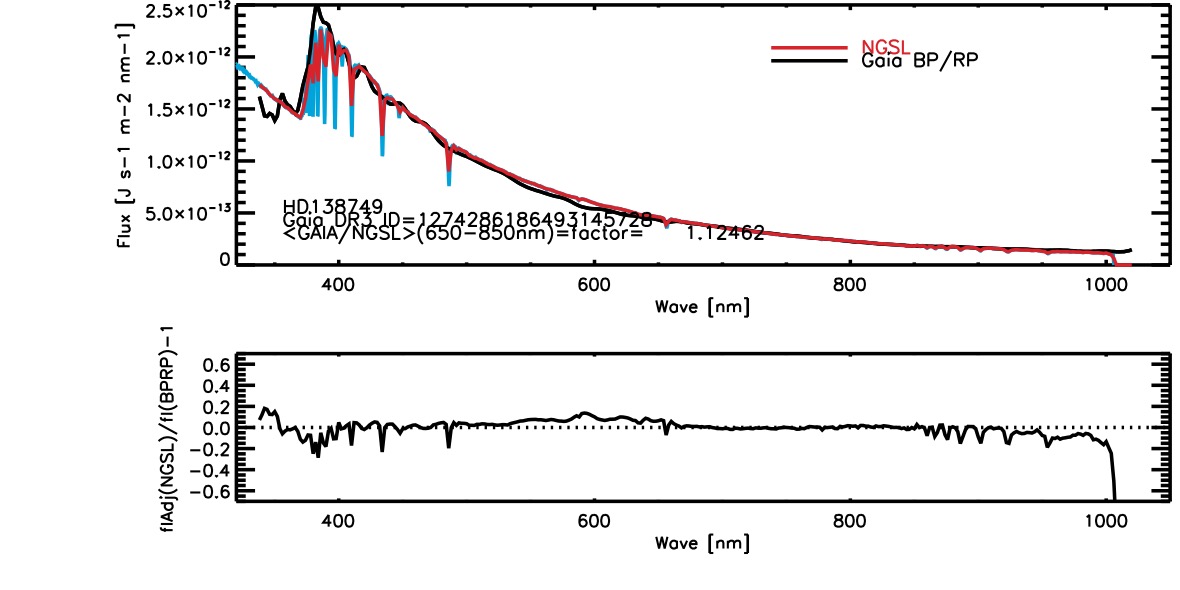 2.5×10⁻¹²
2.0×10⁻¹²
1.5×10⁻¹²
1.0×10⁻¹²
5.0×10⁻¹³
0
Flux [J s−1 m−2 nm−1]
NGSL
Gaia BP/RP
HD138749
Gaia DR3 ID=1274286186493145728
<GAIA/NGSL>(650−850nm)=factor= 1.12462
400 600 800 1000
Wave [nm]
0.6
0.4
0.2
0.0
−0.2
−0.4
−0.6
flAdj(NGSL)/fl(BPRP)−1
400 600 800 1000
Wave [nm]